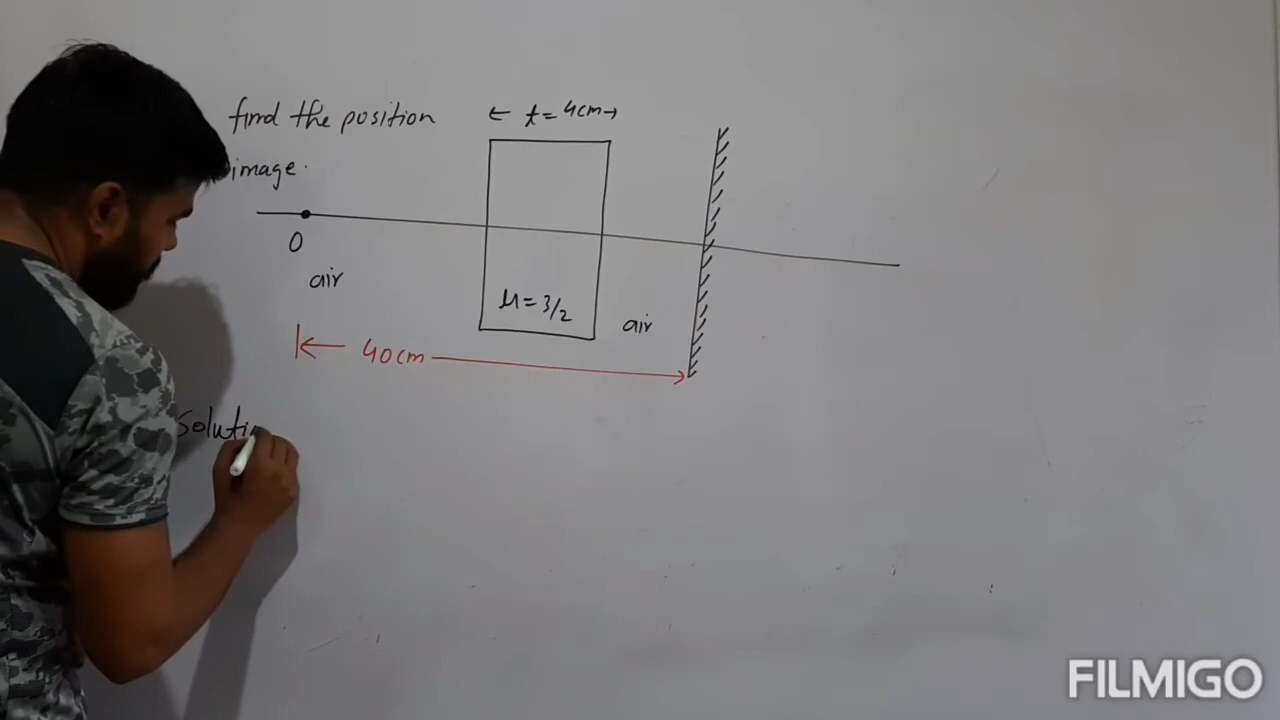 find the position
image.
← t = 4cm →
O
air
μ = 3/2
air
40cm
Soluti
FILMIGO